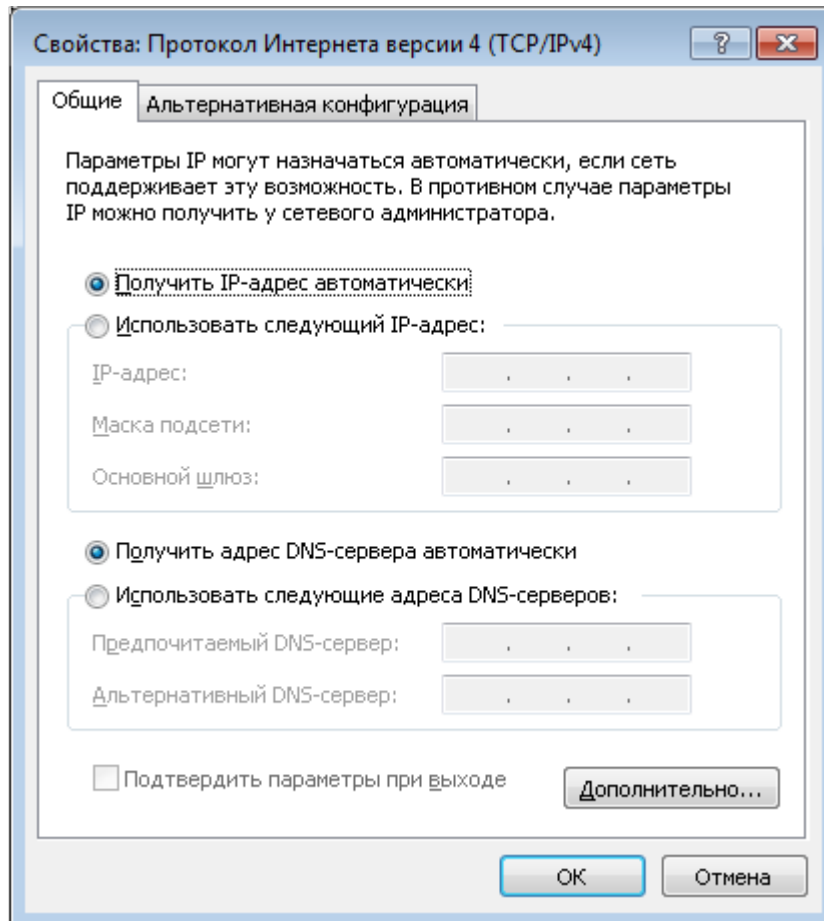 Свойства: Протокол Интернета версии 4 (TCP/IPv4)
Общие
Альтернативная конфигурация
Параметры IP могут назначаться автоматически, если сеть
поддерживает эту возможность. В противном случае параметры
IP можно получить у сетевого администратора.
Получить IP-адрес автоматически
Использовать следующий IP-адрес:
IP-адрес:
Маска подсети:
Основной шлюз:
Получить адрес DNS-сервера автоматически
Использовать следующие адреса DNS-серверов:
Предпочитаемый DNS-сервер:
Альтернативный DNS-сервер:
Подтвердить параметры при выходе
Дополнительно...
ОК
Отмена